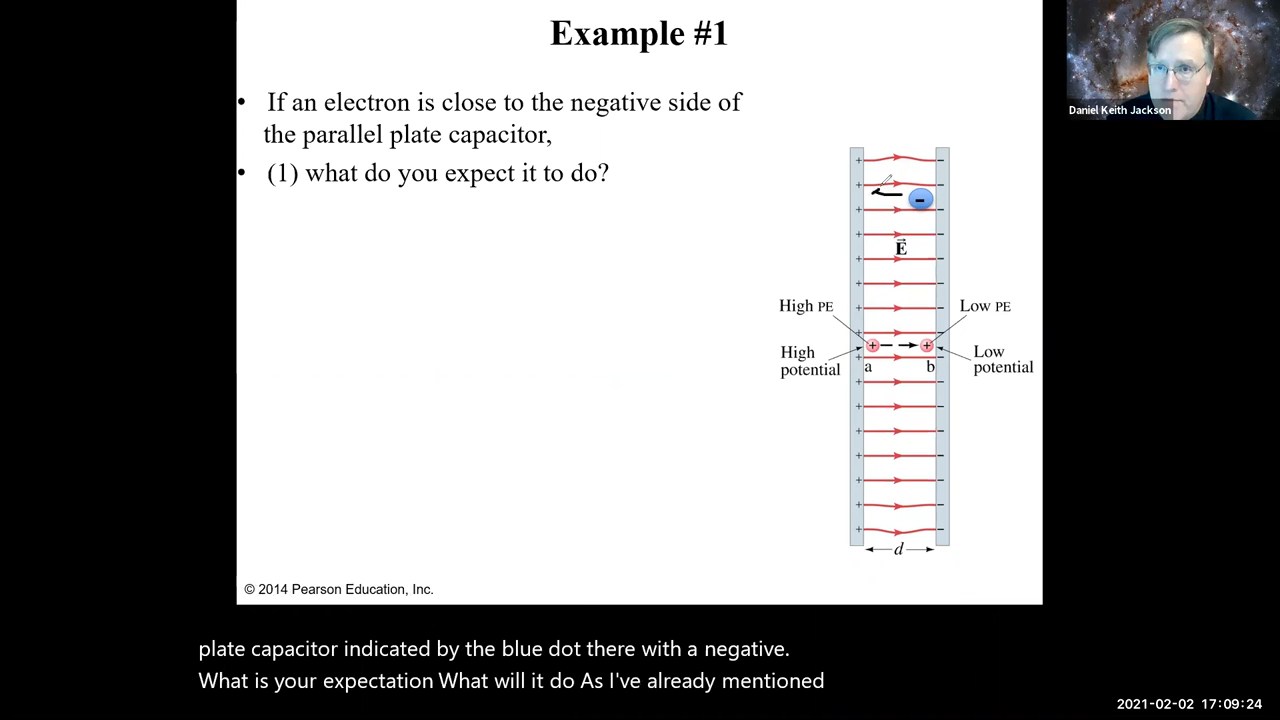 Example #1
Daniel Keith Jackson
• If an electron is close to the negative side of
the parallel plate capacitor,
• (1) what do you expect it to do?
+ −
+ −
-
+ −
+ −
E
+ −
+ −
High PE
Low PE
+ −
+ −
+ +
High
potential
Low
potential
+ −
a b
+ −
+ −
+ −
+ −
+ −
+ −
+ −
d
© 2014 Pearson Education, Inc.
plate capacitor indicated by the blue dot there with a negative.
What is your expectation What will it do As I've already mentioned
2021-02-02 17:09:24